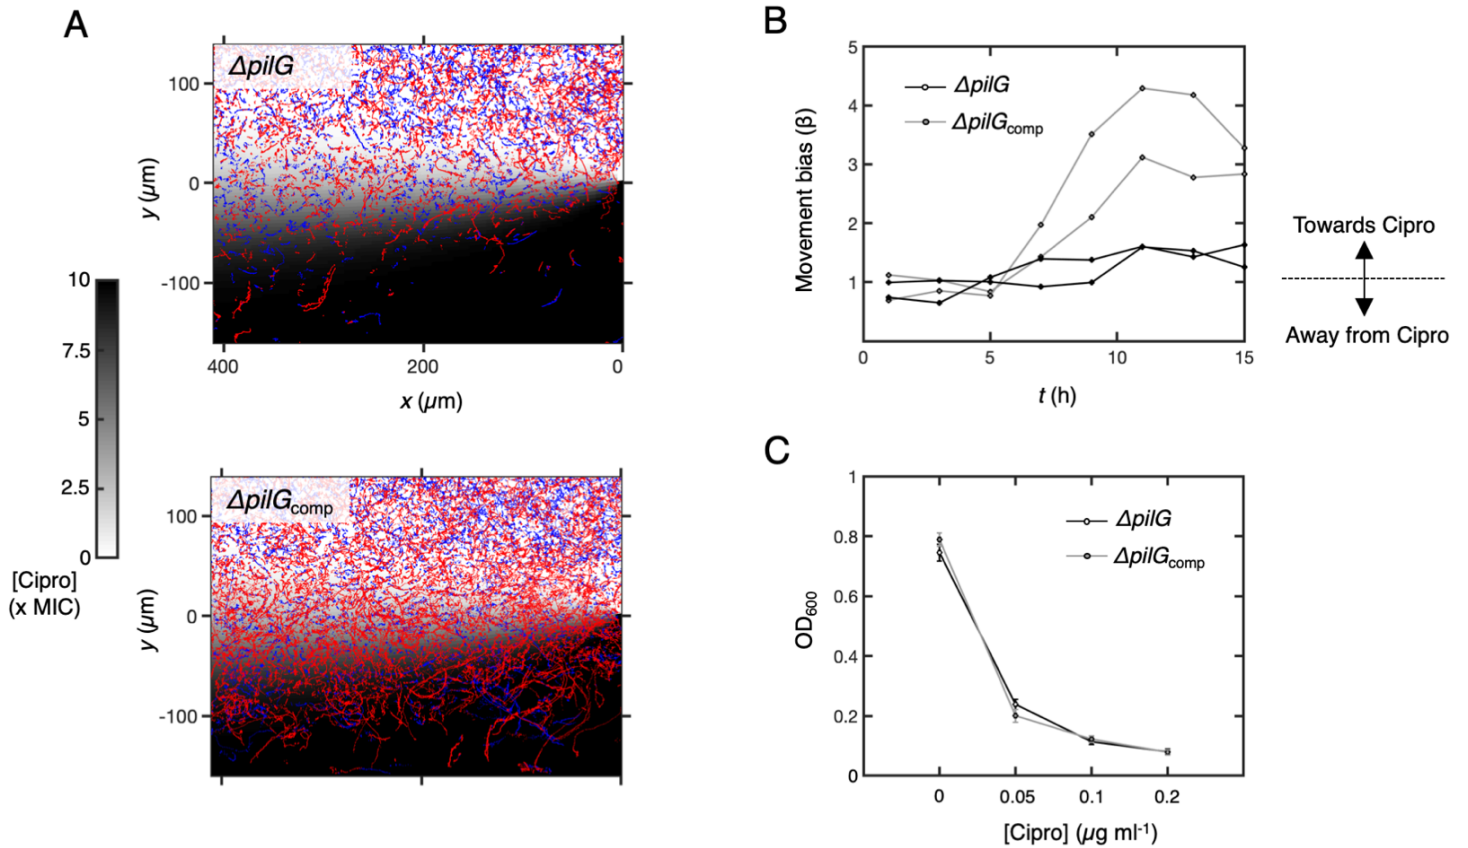 A
ΔpilG
100
0
-100
y (µm)
400
200
0
x (µm)
10
7.5
5
2.5
0
[Cipro]
(x MIC)
ΔpilGcomp
100
0
-100
y (µm)
B
5
4
3
2
1
Movement bias (β)
ΔpilG
ΔpilGcomp
0
5
10
15
t (h)
Towards Cipro
Away from Cipro
C
1
0.8
0.6
0.4
0.2
0
OD600
ΔpilG
ΔpilGcomp
0
0.05
0.1
0.2
[Cipro] (µg ml-1)